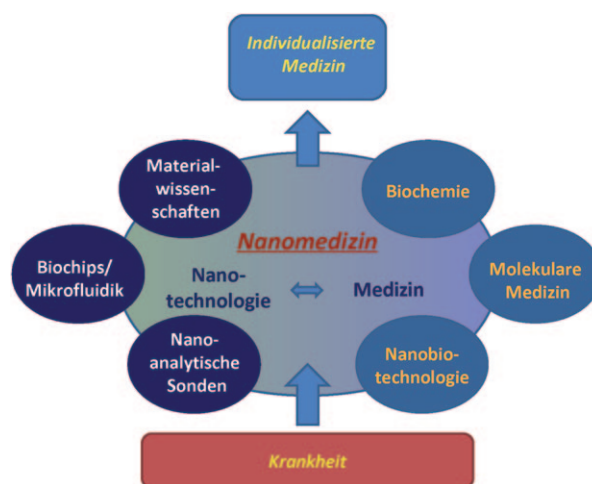 Individualisierte
Medizin
Material-
wissen-
schaften
Biochemie
Nanomedizin
Biochips/
Mikrofluidik
Nano-
technologie
Medizin
Molekulare
Medizin
Nano-
analytische
Sonden
Nanobio-
technologie
Krankheit